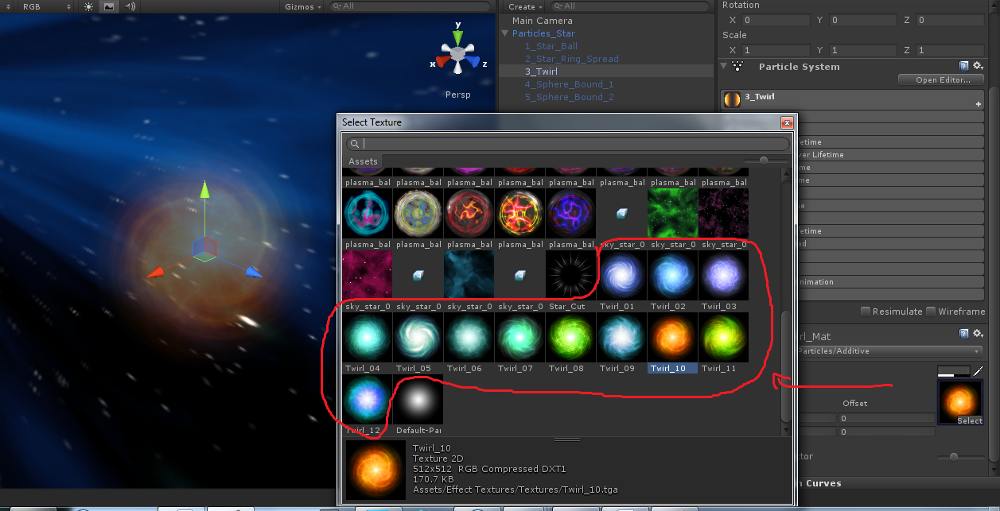 RGB
Gizmos
All
y
x
z
Persp
Create
All
Main Camera
Particles_Star
1_Star_Ball
2_Star_Ring_Spread
3_Twirl
4_Sphere_Bound_1
5_Sphere_Bound_2
Rotation
X 0 Y 0 Z 0
Scale
X 1 Y 1 Z 1
Particle System
Open Editor...
3_Twirl
Select Texture
Assets
plasma_bal plasma_bal plasma_bal plasma_bal plasma_bal plasma_bal plasma_bal plasma_bal
plasma_bal plasma_bal plasma_bal plasma_bal plasma_bal sky_star_0 sky_star_0 sky_star_0
sky_star_0 sky_star_0 sky_star_0 sky_star_0 Star_Cut Twirl_01 Twirl_02 Twirl_03
Twirl_04 Twirl_05 Twirl_06 Twirl_07 Twirl_08 Twirl_09 Twirl_10 Twirl_11
Twirl_12 Default-Par
Twirl_10
Texture 2D
512x512 RGB Compressed DXT1
170.7 KB
Assets/Effect Textures/Textures/Twirl_10.tga
etime
ver Lifetime
me
me
e
etime
d
nimation
Resimulate Wireframe
rl_Mat
Particles/Additive
Offset
0
0
Select
tor
n Curves